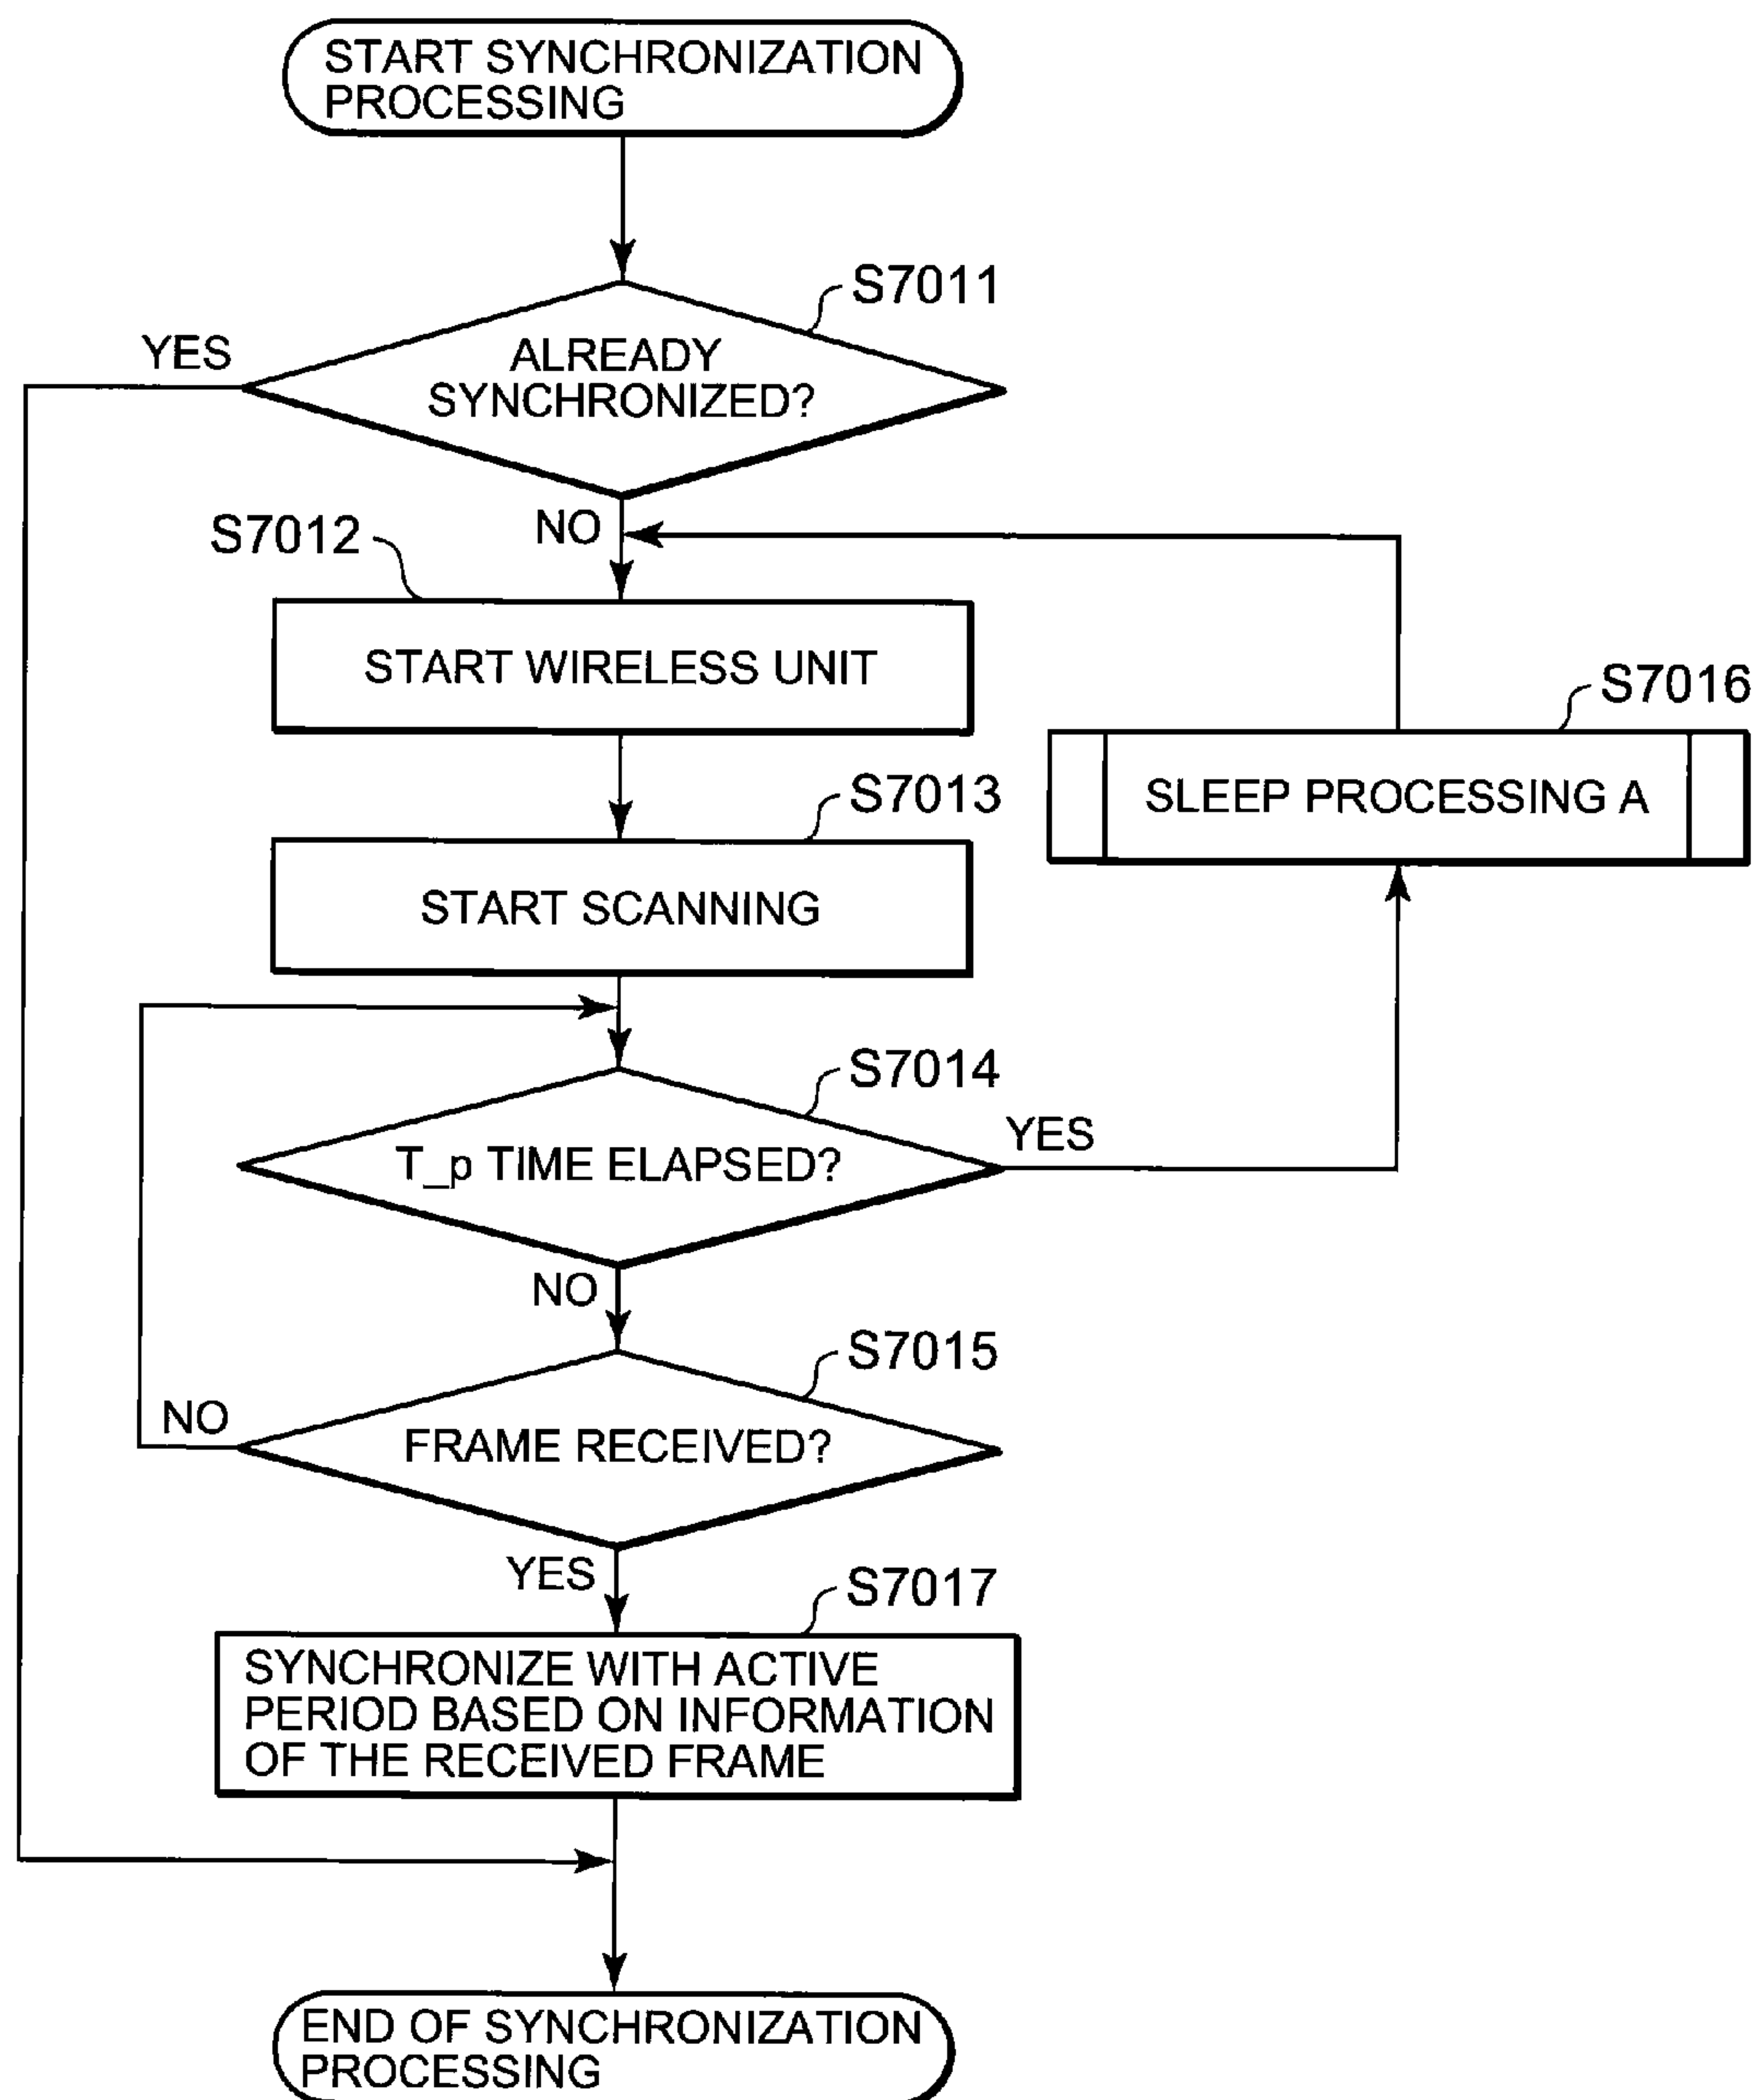 START SYNCHRONIZATION
PROCESSING
S7011
YES
ALREADY
SYNCHRONIZED?
NO
S7012
START WIRELESS UNIT
S7016
SLEEP PROCESSING A
S7013
START SCANNING
S7014
T_p TIME ELAPSED?
YES
NO
S7015
NO
FRAME RECEIVED?
YES
S7017
SYNCHRONIZE WITH ACTIVE
PERIOD BASED ON INFORMATION
OF THE RECEIVED FRAME
END OF SYNCHRONIZATION
PROCESSING